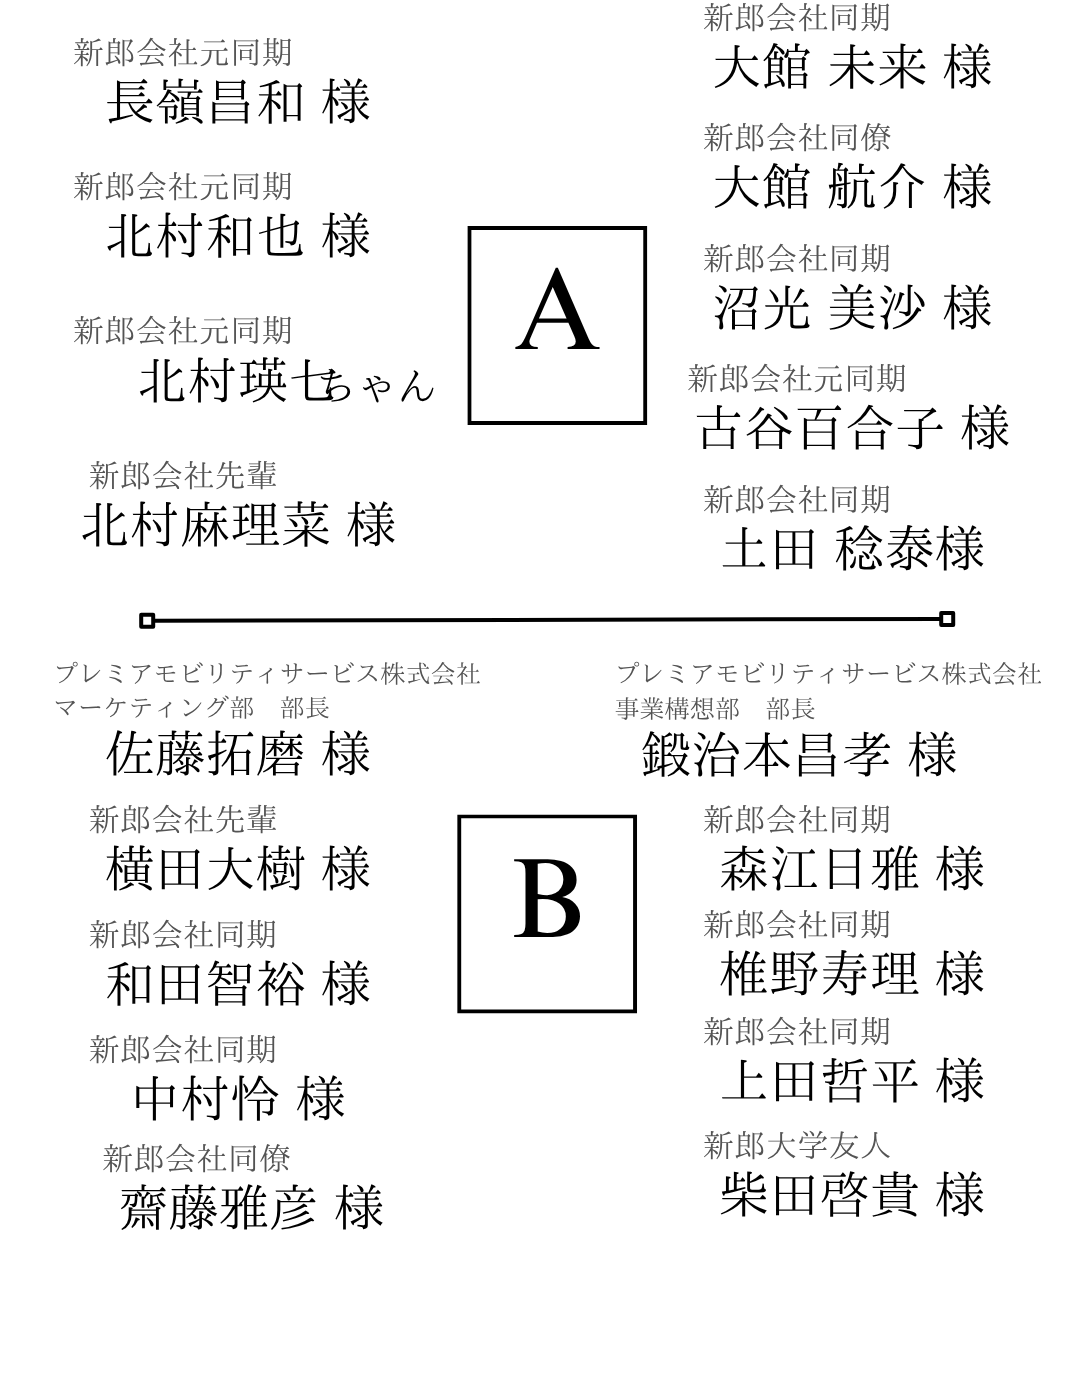 新郎会社元同期
長嶺昌和 様
新郎会社元同期
北村和也 様
新郎会社元同期
北村瑛七ちゃん
新郎会社先輩
北村麻理菜 様
A
新郎会社同期
大館 未来 様
新郎会社同僚
大館 航介 様
新郎会社同期
沼光 美沙 様
新郎会社元同期
古谷百合子 様
新郎会社同期
土田 稔泰様
プレミアモビリティサービス株式会社
マーケティング部　部長
佐藤拓磨 様
新郎会社先輩
横田大樹 様
新郎会社同期
和田智裕 様
新郎会社同期
中村怜 様
新郎会社同僚
齋藤雅彦 様
B
プレミアモビリティサービス株式会社
事業構想部　部長
鍛治本昌孝 様
新郎会社同期
森江日雅 様
新郎会社同期
椎野寿理 様
新郎会社同期
上田哲平 様
新郎大学友人
柴田啓貴 様